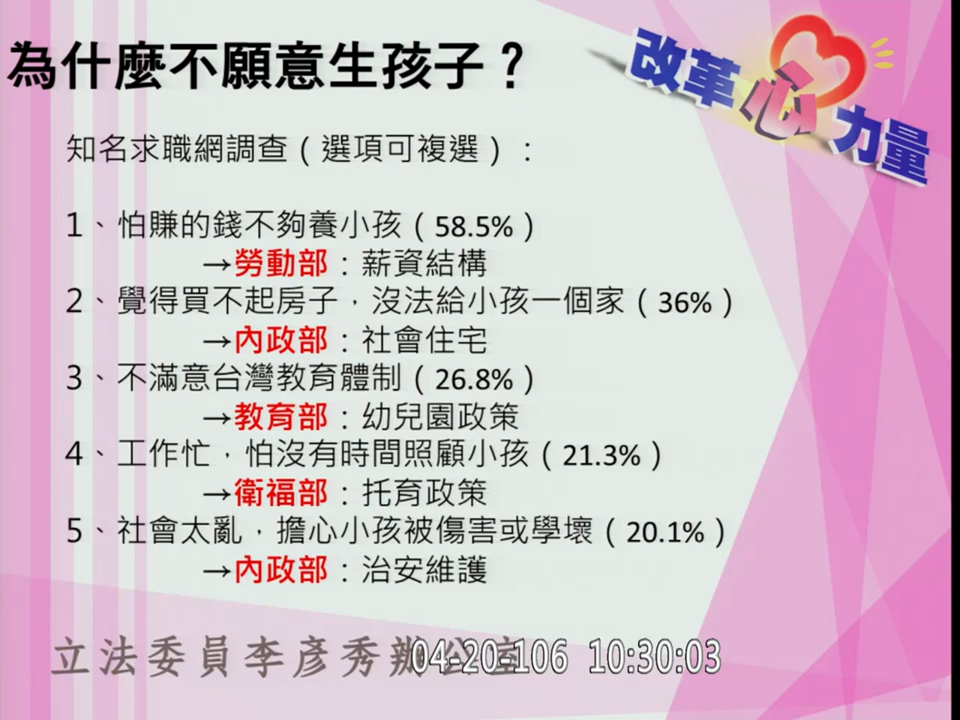 為什麼不願意生孩子？
改革心力量
知名求職網調查（選項可複選）：
1、怕賺的錢不夠養小孩（58.5%）
→勞動部：薪資結構
2、覺得買不起房子，沒法給小孩一個家（36%）
→內政部：社會住宅
3、不滿意台灣教育體制（26.8%）
→教育部：幼兒園政策
4、工作忙，怕沒有時間照顧小孩（21.3%）
→衛福部：托育政策
5、社會太亂，擔心小孩被傷害或學壞（20.1%）
→內政部：治安維護
立法委員李彥秀辦公室
04-20-106 10:30:03